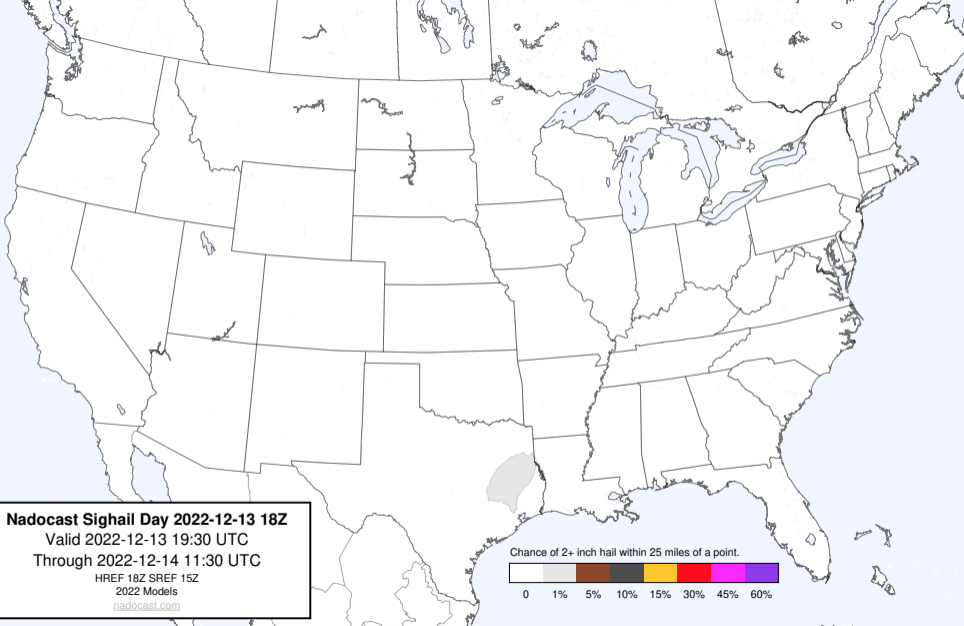 Nadocast Sighail Day 2022-12-13 18Z
Valid 2022-12-13 19:30 UTC
Through 2022-12-14 11:30 UTC
HREF 18Z SREF 15Z
2022 Models
nadocast.com
Chance of 2+ inch hail within 25 miles of a point.
0 1% 5% 10% 15% 30% 45% 60%